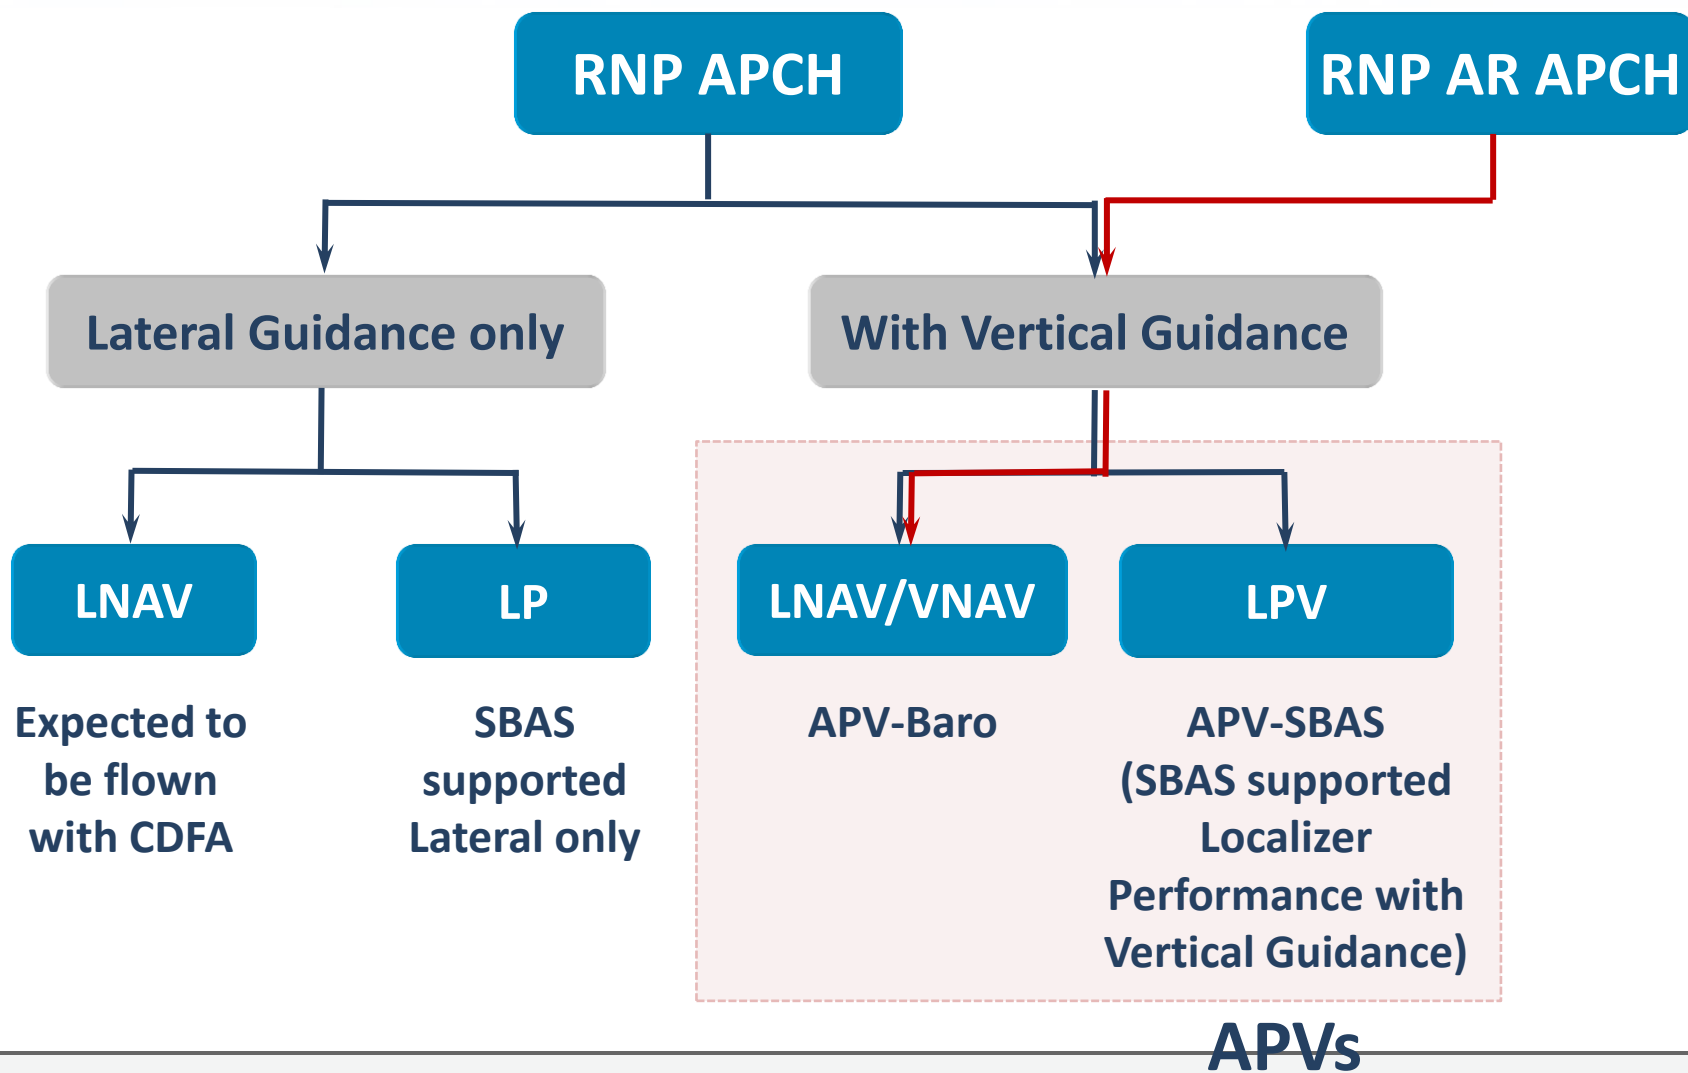 RNP APCH
RNP AR APCH
Lateral Guidance only
With Vertical Guidance
LNAV
LP
LNAV/VNAV
LPV
Expected to
be flown
with CDFA
SBAS
supported
Lateral only
APV-Baro
APV-SBAS
(SBAS supported
Localizer
Performance with
Vertical Guidance)
APVs